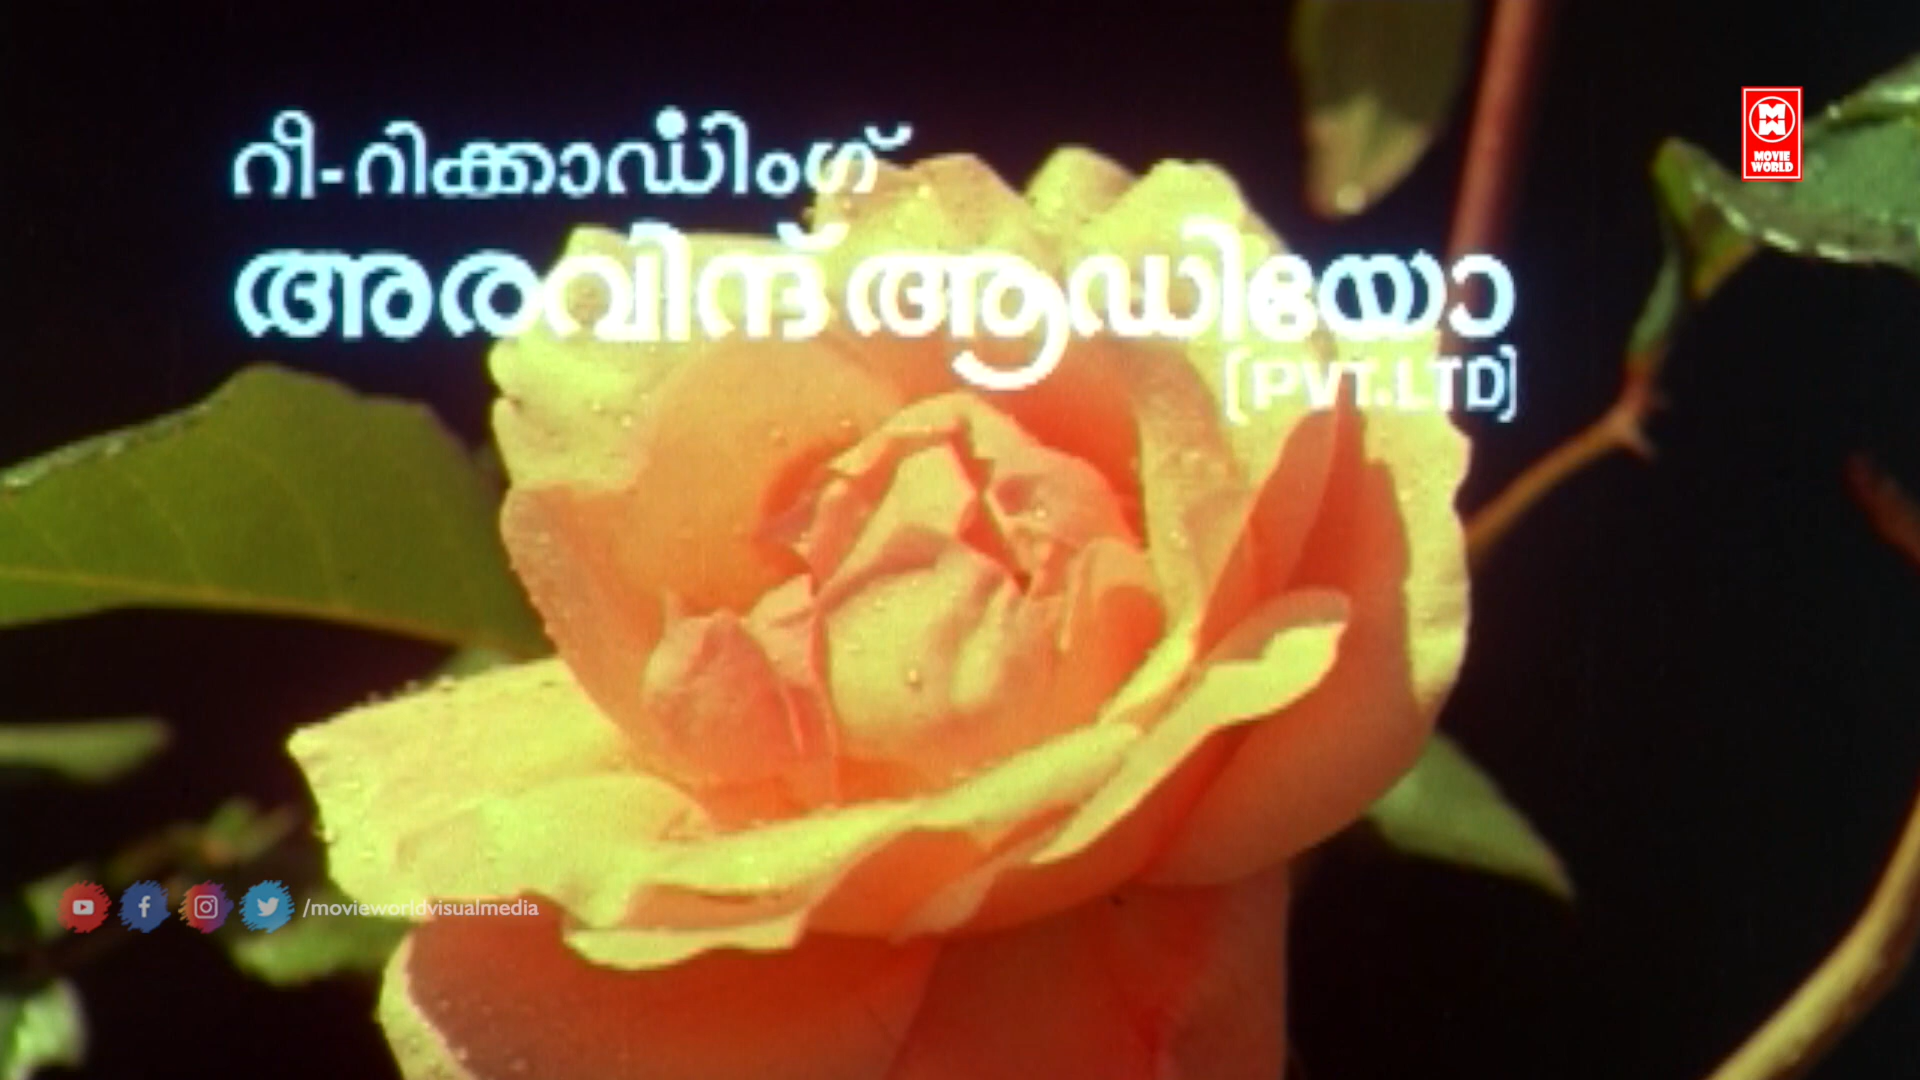 റീ-റിക്കാർഡിംഗ്
അരവിന്ദ് ആഡിയോ
(PVT.LTD)
MOVIE
WORLD
/movieworldvisualmedia